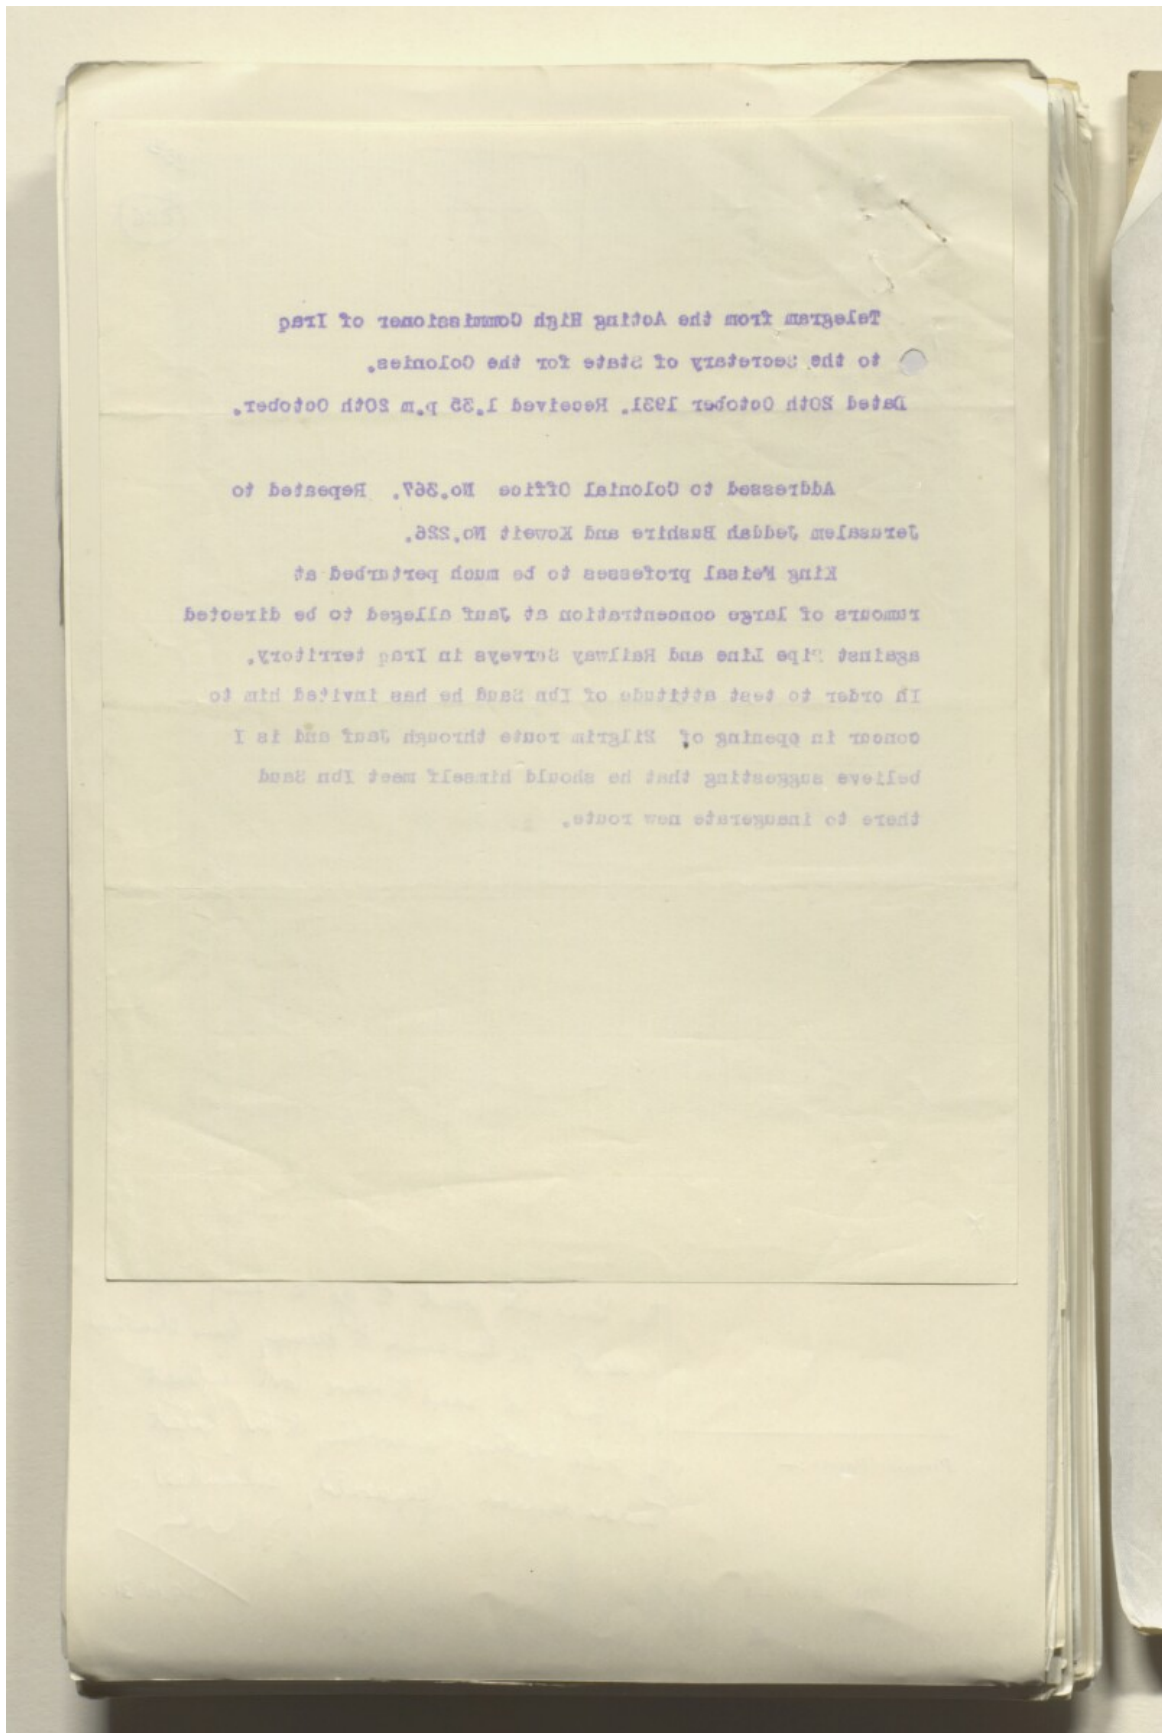 Telegram from the Acting High Commissioner of Iraq
to the Secretary of State for the Colonies.
Dated 20th October 1931. Received 1.35 p.m 20th October.
Addressed to Colonial Office No.367. Repeated to
Jerusalem Jeddah Bushire and Koweit No.226.
King Feisal professes to be much perturbed at
rumours of large concentration at Jauf alleged to be directed
against Pipe Line and Railway Surveys in Iraq territory.
In order to test attitude of Ibn Saud he has invited him to
concur in opening of Pilgrim route through Jauf and is I
believe suggesting that he should himself meet Ibn Saud
there to inaugerate new route.